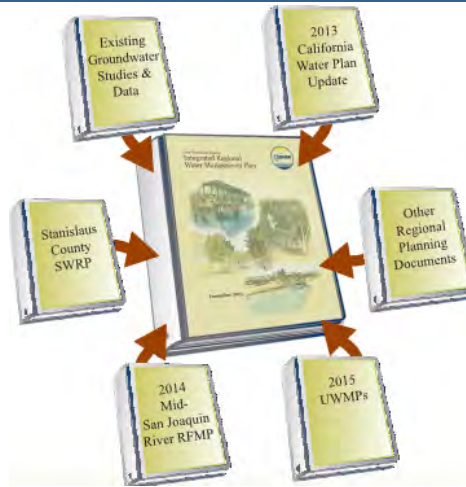 Existing
Groundwater
Studies &
Data
2013
California
Water Plan
Update
Integrated Regional
Water Management Plan
Stanislaus
County
SWRP
Other
Regional
Planning
Documents
2014
Mid-
San Joaquin
River RFMP
2015
UWMPs